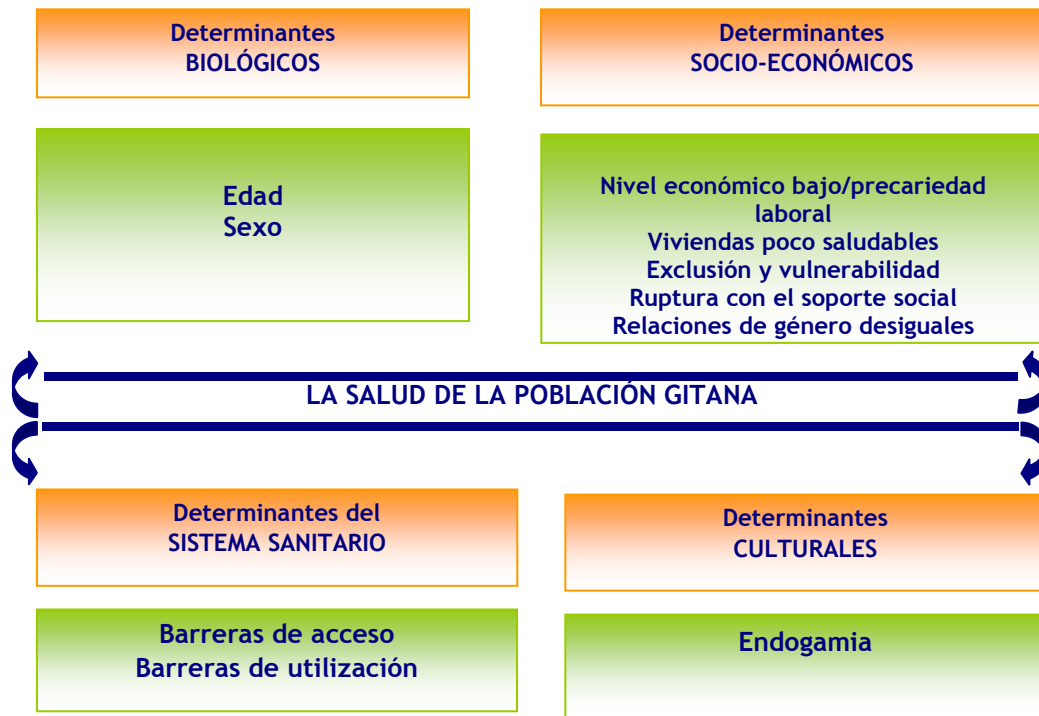 Determinantes
BIOLÓGICOS
Determinantes
SOCIO-ECONÓMICOS
Edad
Sexo
Nivel económico bajo/precariedad
laboral
Viviendas poco saludables
Exclusión y vulnerabilidad
Ruptura con el soporte social
Relaciones de género desiguales
LA SALUD DE LA POBLACIÓN GITANA
Determinantes del
SISTEMA SANITARIO
Determinantes
CULTURALES
Barreras de acceso
Barreras de utilización
Endogamia